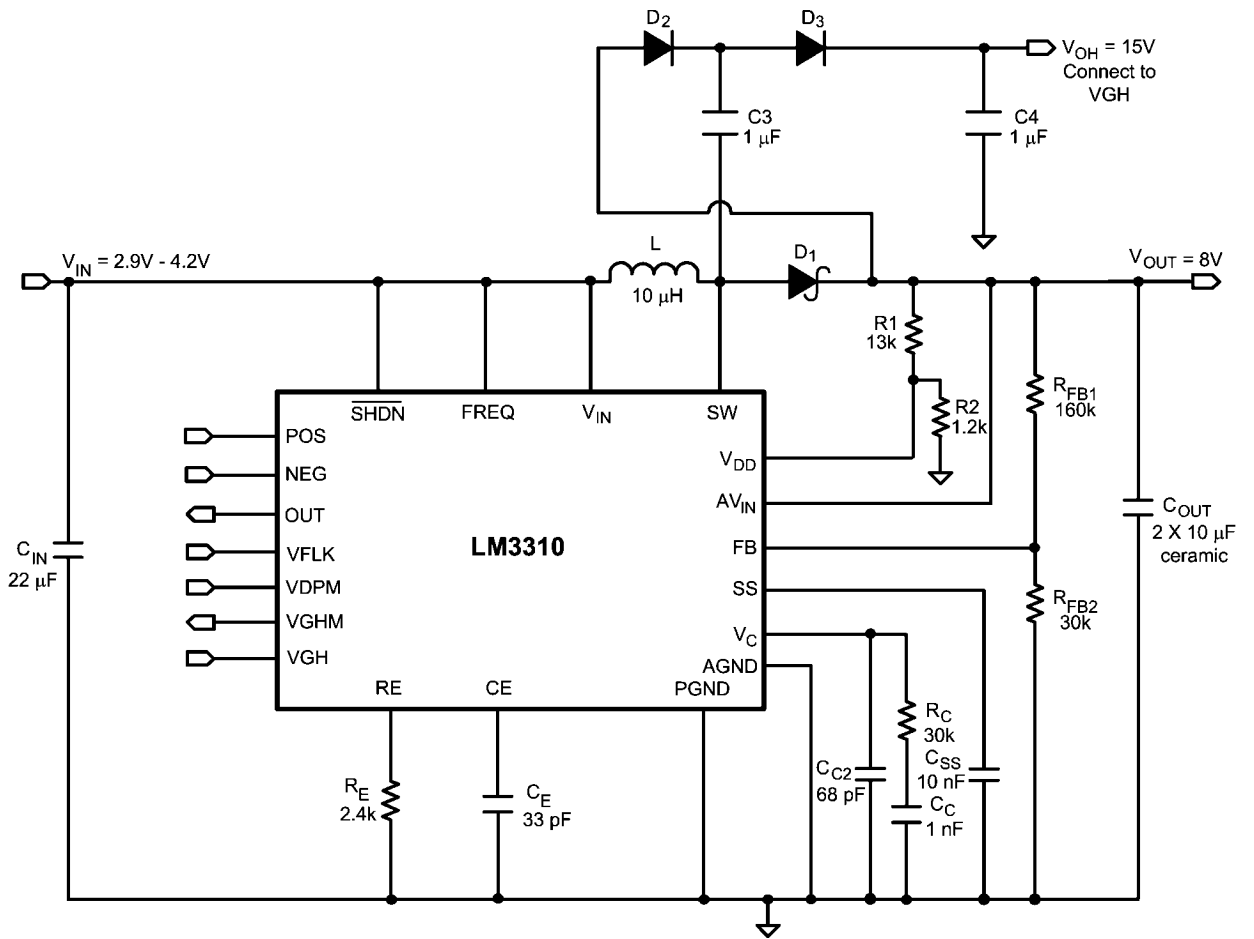 D2
D3
VOH = 15V
Connect to
VGH
C3
1 μF
C4
1 μF
VIN = 2.9V - 4.2V
L
10 μH
D1
VOUT = 8V
R1
13k
R2
1.2k
RFB1
160k
SHDN
FREQ
VIN
SW
POS
NEG
OUT
VFLK
VDPM
VGHM
VGH
LM3310
VDD
AVIN
FB
SS
VC
AGND
PGND
RE
CE
CIN
22 μF
COUT
2 X 10 μF
ceramic
RFB2
30k
RC
30k
CSS
10 nF
CC2
68 pF
CC
1 nF
RE
2.4k
CE
33 pF